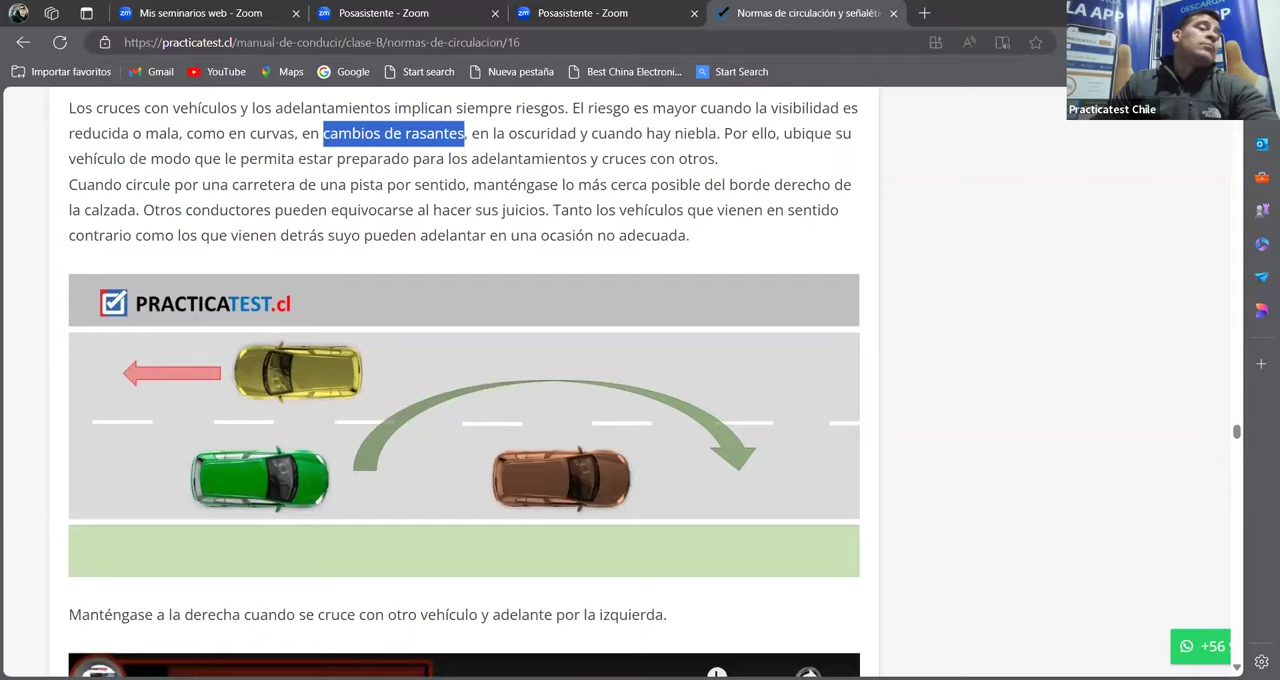 Mis seminarios web - Zoom
Posasistente - Zoom
Posasistente - Zoom
Normas de circulación y señaléti
https://practicatest.cl/manual-de-conducir/clase-B/normas-de-circulacion/16
Importar favoritos
Gmail
YouTube
Maps
Google
Start search
Nueva pestaña
Best China Electroni...
Start Search
LA APP
DESCARGA
Practicatest Chile
Los cruces con vehículos y los adelantamientos implican siempre riesgos. El riesgo es mayor cuando la visibilidad es
reducida o mala, como en curvas, en cambios de rasantes, en la oscuridad y cuando hay niebla. Por ello, ubique su
vehículo de modo que le permita estar preparado para los adelantamientos y cruces con otros.
Cuando circule por una carretera de una pista por sentido, manténgase lo más cerca posible del borde derecho de
la calzada. Otros conductores pueden equivocarse al hacer sus juicios. Tanto los vehículos que vienen en sentido
contrario como los que vienen detrás suyo pueden adelantar en una ocasión no adecuada.
PRACTICATEST.cl
Manténgase a la derecha cuando se cruce con otro vehículo y adelante por la izquierda.
+56